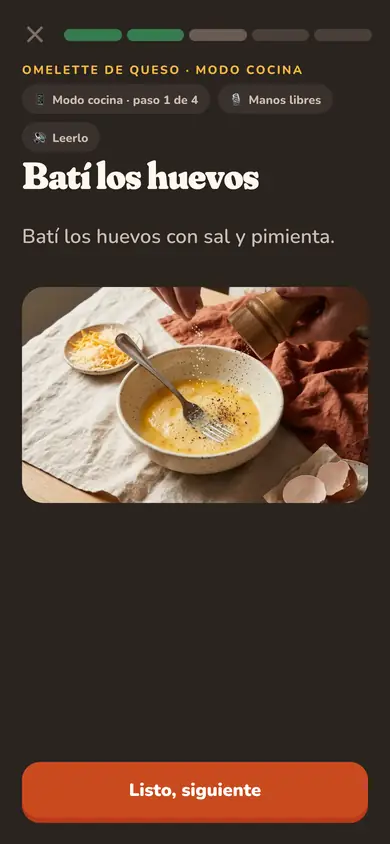 OMELETTE DE QUESO · MODO COCINA
Modo cocina · paso 1 de 4
Manos libres
Leerlo
Batí los huevos
Batí los huevos con sal y pimienta.
Listo, siguiente